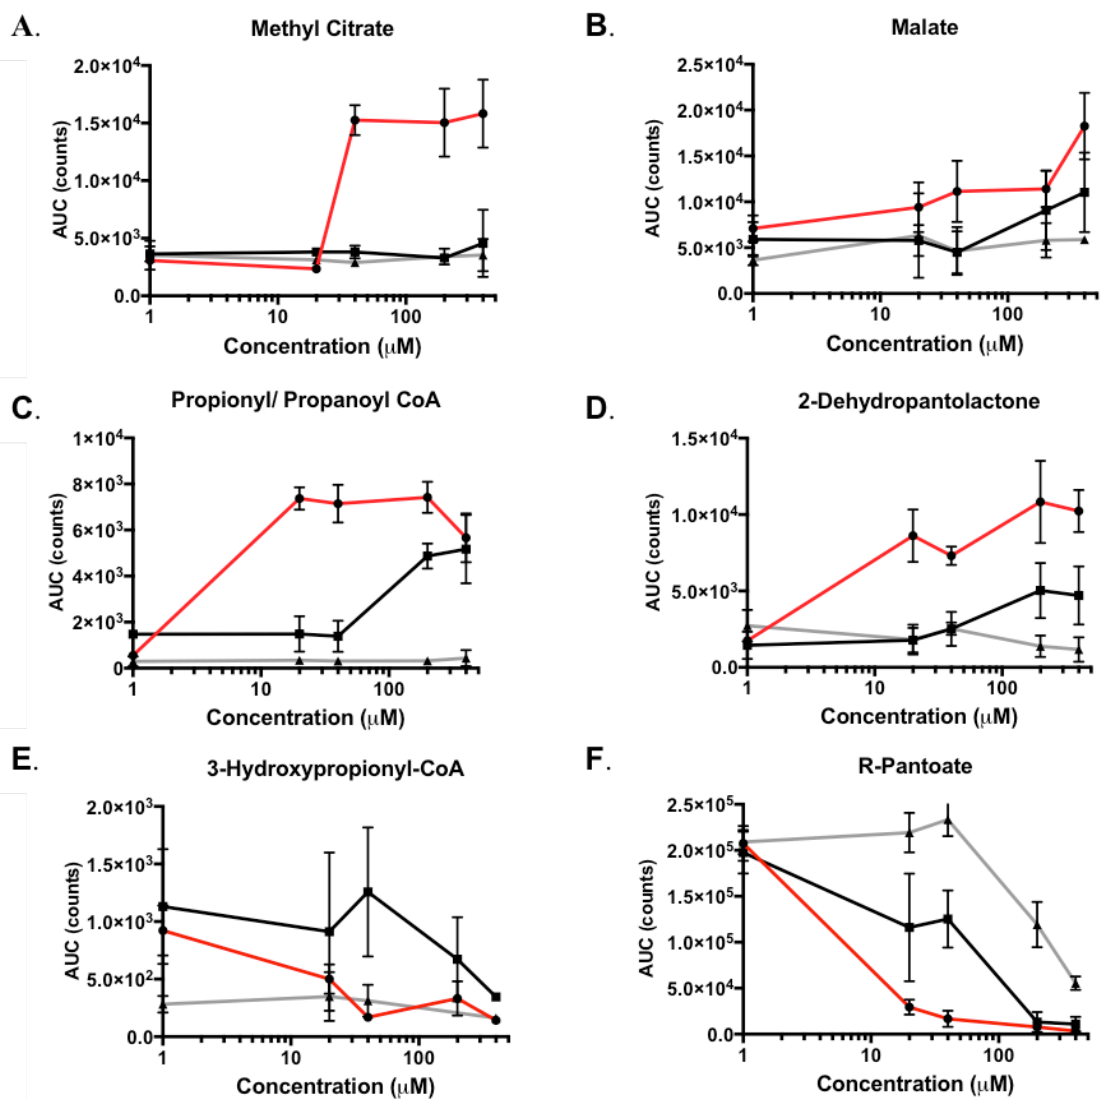 A. Methyl Citrate
2.0×10⁴
1.5×10⁴
1.0×10⁴
5.0×10³
0.0
AUC (counts)
1 10 100
Concentration (μM)
B. Malate
2.5×10⁴
2.0×10⁴
1.5×10⁴
1.0×10⁴
5.0×10³
0.0
AUC (counts)
1 10 100
Concentration (μM)
C. Propionyl/ Propanoyl CoA
1×10⁴
8×10³
6×10³
4×10³
2×10³
0
AUC (counts)
1 10 100
Concentration (μM)
D. 2-Dehydropantolactone
1.5×10⁴
1.0×10⁴
5.0×10³
0.0
AUC (counts)
1 10 100
Concentration (μM)
E. 3-Hydroxypropionyl-CoA
2.0×10³
1.5×10³
1.0×10³
5.0×10²
0.0
AUC (counts)
1 10 100
Concentration (μM)
F. R-Pantoate
2.5×10⁵
2.0×10⁵
1.5×10⁵
1.0×10⁵
5.0×10⁴
0.0
AUC (counts)
1 10 100
Concentration (μM)